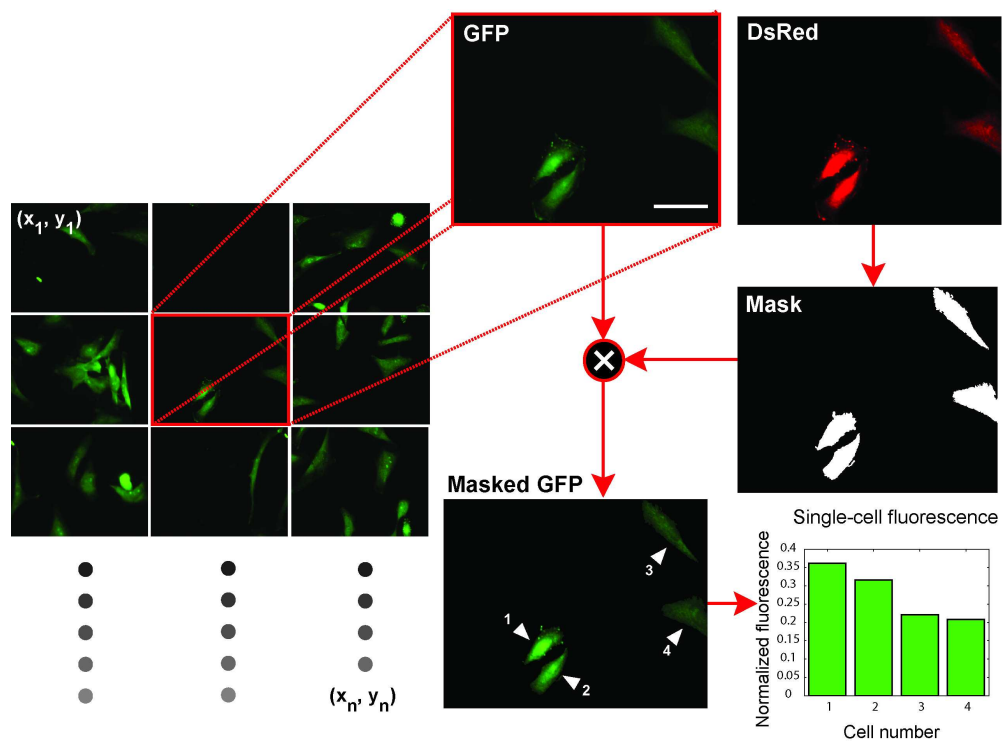 GFP
DsRed
(x1, y1)
Mask
Masked GFP
1
2
3
4
(xn, yn)
Single-cell fluorescence
Normalized fluorescence
0.4
0.35
0.3
0.25
0.2
0.15
0.1
0.05
0
1 2 3 4
Cell number